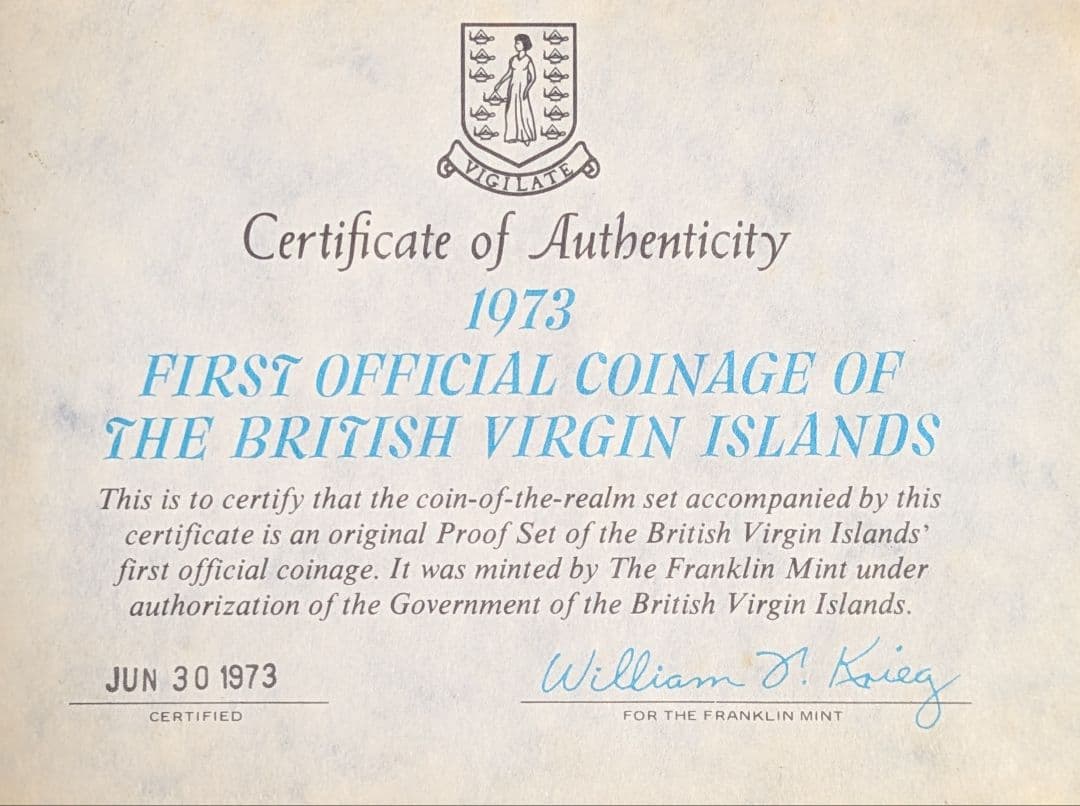 VIGILATE
Certificate of Authenticity
1973
FIRST OFFICIAL COINAGE OF
THE BRITISH VIRGIN ISLANDS
This is to certify that the coin-of-the-realm set accompanied by this
certificate is an original Proof Set of the British Virgin Islands'
first official coinage. It was minted by The Franklin Mint under
authorization of the Government of the British Virgin Islands.
JUN 30 1973
CERTIFIED
William T. Krieg
FOR THE FRANKLIN MINT